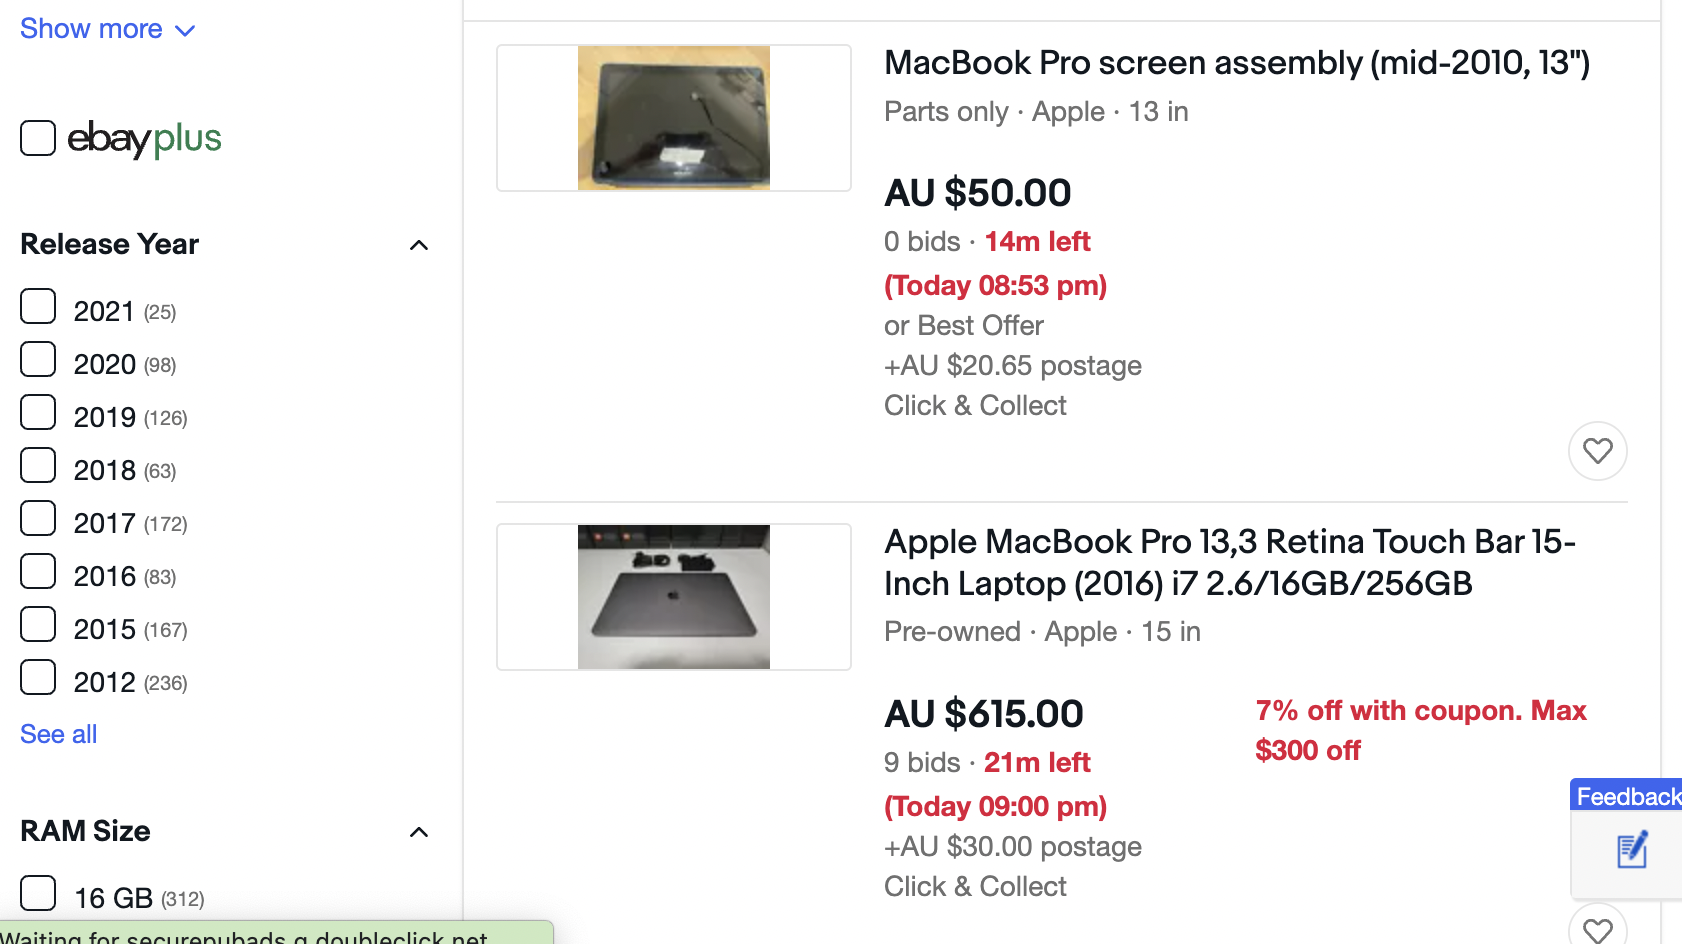 Show more
ebayplus
Release Year
2021 (25)
2020 (98)
2019 (126)
2018 (63)
2017 (172)
2016 (83)
2015 (167)
2012 (236)
See all
RAM Size
16 GB (312)
Waiting for securepubads.g.doubleclick.net
MacBook Pro screen assembly (mid-2010, 13")
Parts only · Apple · 13 in
AU $50.00
0 bids · 14m left
(Today 08:53 pm)
or Best Offer
+AU $20.65 postage
Click & Collect
Apple MacBook Pro 13,3 Retina Touch Bar 15-
Inch Laptop (2016) i7 2.6/16GB/256GB
Pre-owned · Apple · 15 in
AU $615.00
9 bids · 21m left
(Today 09:00 pm)
+AU $30.00 postage
Click & Collect
7% off with coupon. Max
$300 off
Feedback